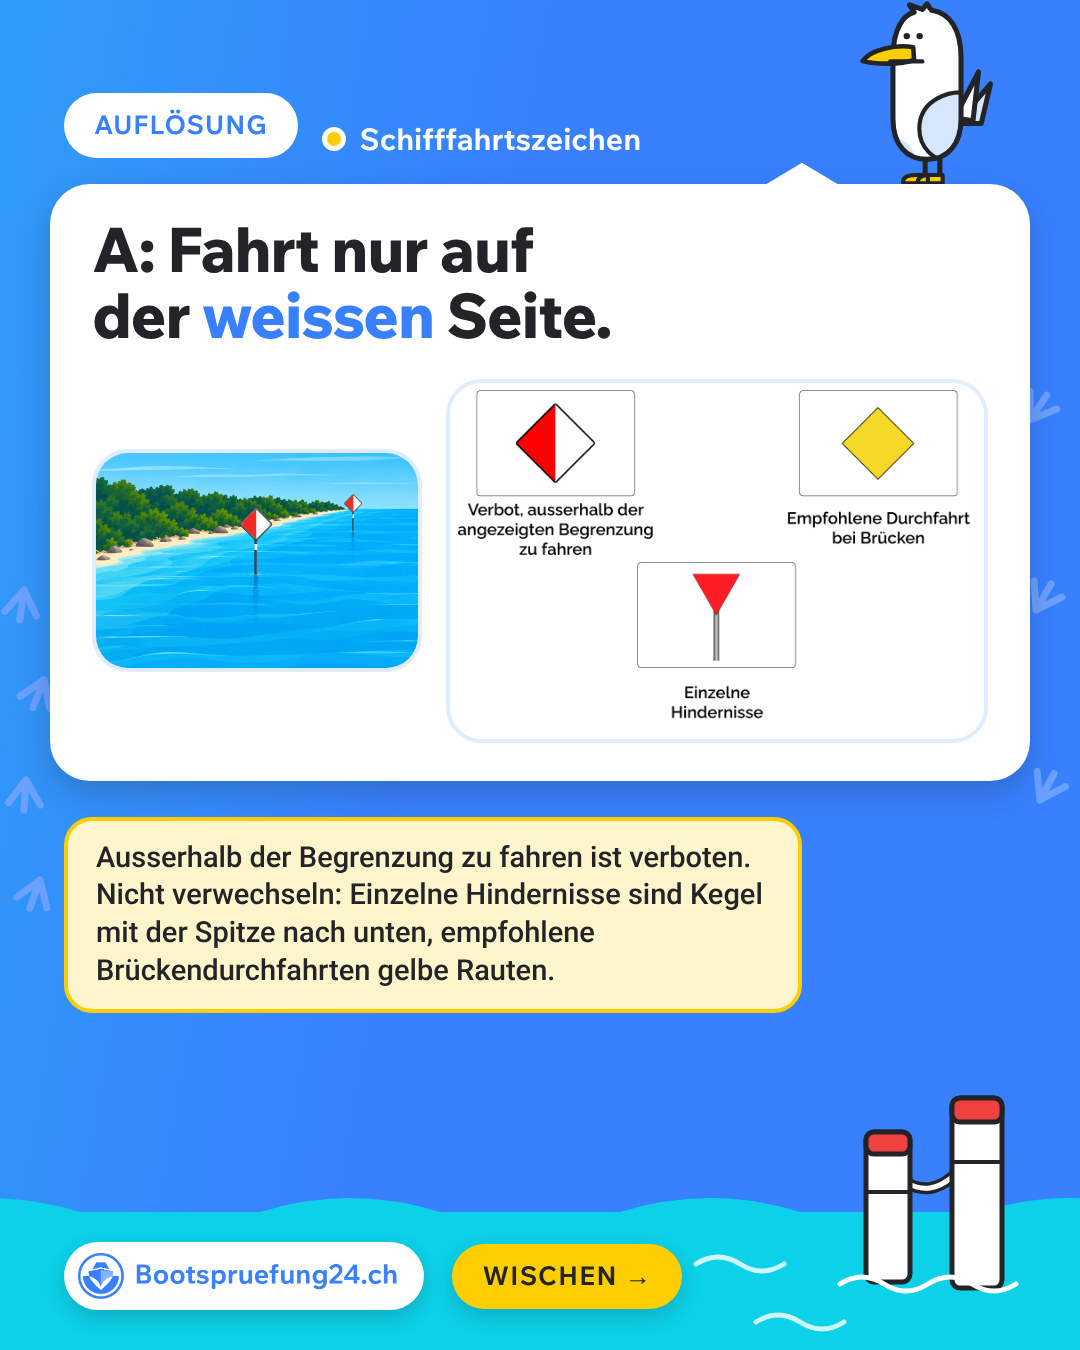 AUFLÖSUNG
Schifffahrtszeichen
A: Fahrt nur auf
der weissen Seite.
Verbot, ausserhalb der
angezeigten Begrenzung
zu fahren
Empfohlene Durchfahrt
bei Brücken
Einzelne
Hindernisse
Ausserhalb der Begrenzung zu fahren ist verboten.
Nicht verwechseln: Einzelne Hindernisse sind Kegel
mit der Spitze nach unten, empfohlene
Brückendurchfahrten gelbe Rauten.
Bootspruefung24.ch
WISCHEN →